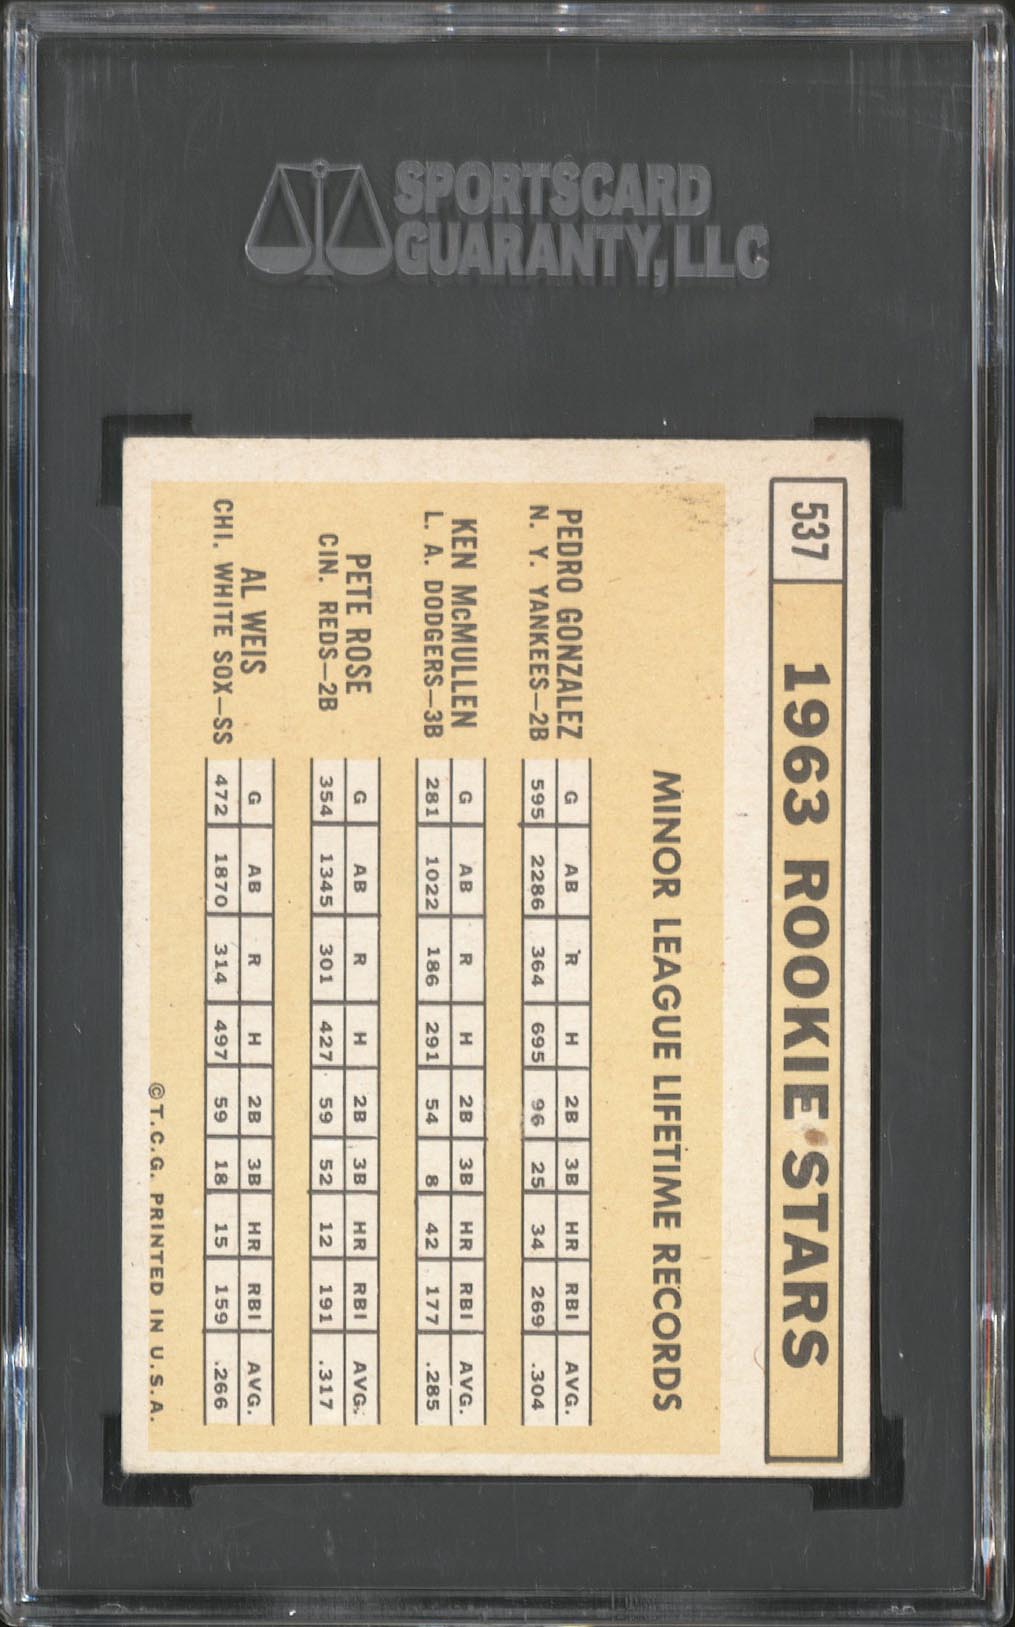 SPORTSCARD
GUARANTY, LLC
537
1963 ROOKIE STARS
MINOR LEAGUE LIFETIME RECORDS
PEDRO GONZALEZ
N. Y. YANKEES—2B
G AB R H 2B 3B HR RBI AVG.
595 2286 364 695 96 25 34 269 .304
KEN McMULLEN
L. A. DODGERS—3B
G AB R H 2B 3B HR RBI AVG.
281 1022 186 291 54 8 42 177 .285
PETE ROSE
CIN. REDS—2B
G AB R H 2B 3B HR RBI AVG.
354 1345 301 427 59 52 12 191 .317
AL WEIS
CHI. WHITE SOX—SS
G AB R H 2B 3B HR RBI AVG.
472 1870 314 497 59 18 15 159 .266
©T.C.G. PRINTED IN U.S.A.